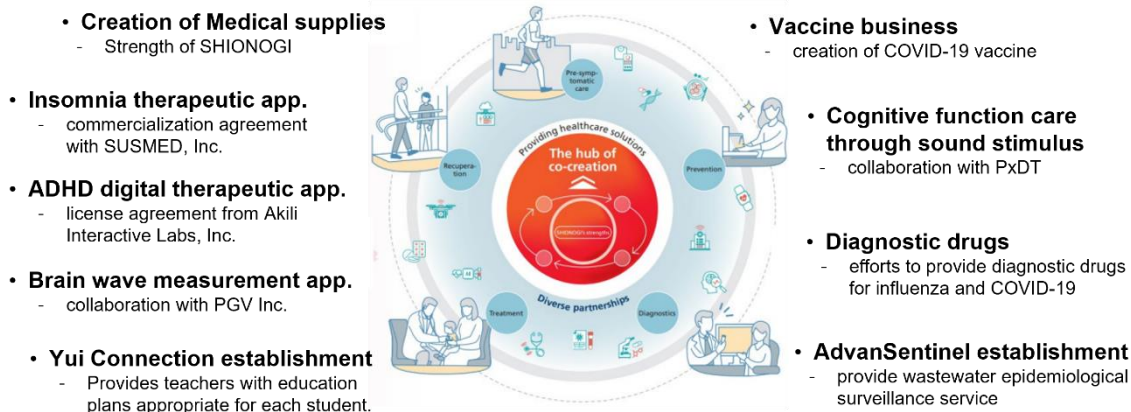 • Creation of Medical supplies
- Strength of SHIONOGI
• Insomnia therapeutic app.
- commercialization agreement
with SUSMED, Inc.
• ADHD digital therapeutic app.
- license agreement from Akili
Interactive Labs, Inc.
• Brain wave measurement app.
- collaboration with PGV Inc.
• Yui Connection establishment
- Provides teachers with education
plans appropriate for each student.
Pre-symp-
tomatic
care
Providing healthcare solutions
The hub of
co-creation
SHIONOGI's strengths
Diverse partnerships
Recupera-
tion
Prevention
Treatment
Diagnostics
• Vaccine business
- creation of COVID-19 vaccine
• Cognitive function care
through sound stimulus
- collaboration with PxDT
• Diagnostic drugs
- efforts to provide diagnostic drugs
for influenza and COVID-19
• AdvanSentinel establishment
- provide wastewater epidemiological
surveillance service